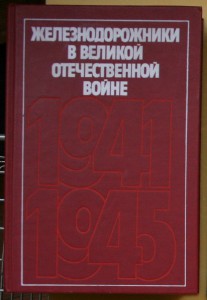 ЖЕЛЕЗНОДОРОЖНИКИ
В ВЕЛИКОЙ
ОТЕЧЕСТВЕННОЙ
ВОЙНЕ
1941
1945